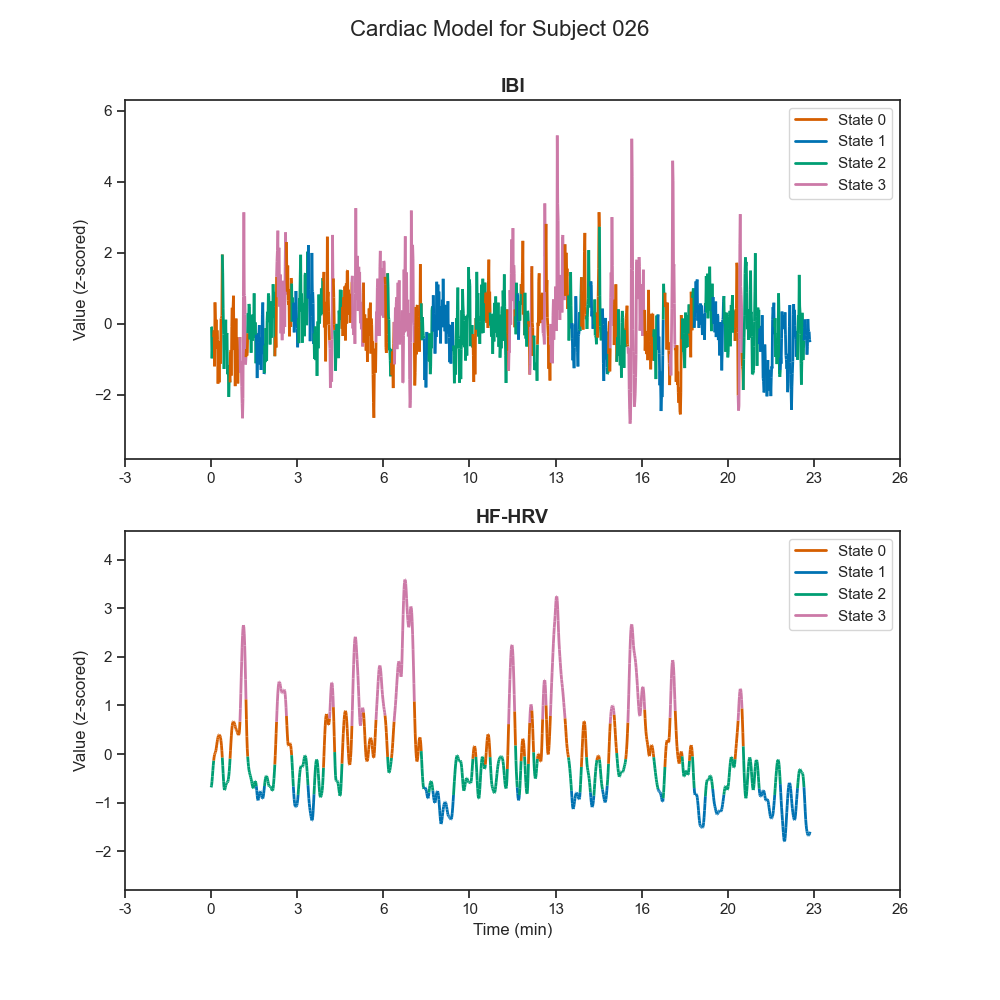 Cardiac Model for Subject 026
IBI
Value (z-scored)
6
4
2
0
−2
State 0
State 1
State 2
State 3
-3 0 3 6 10 13 16 20 23 26
HF-HRV
Value (z-scored)
4
3
2
1
0
−1
−2
State 0
State 1
State 2
State 3
-3 0 3 6 10 13 16 20 23 26
Time (min)